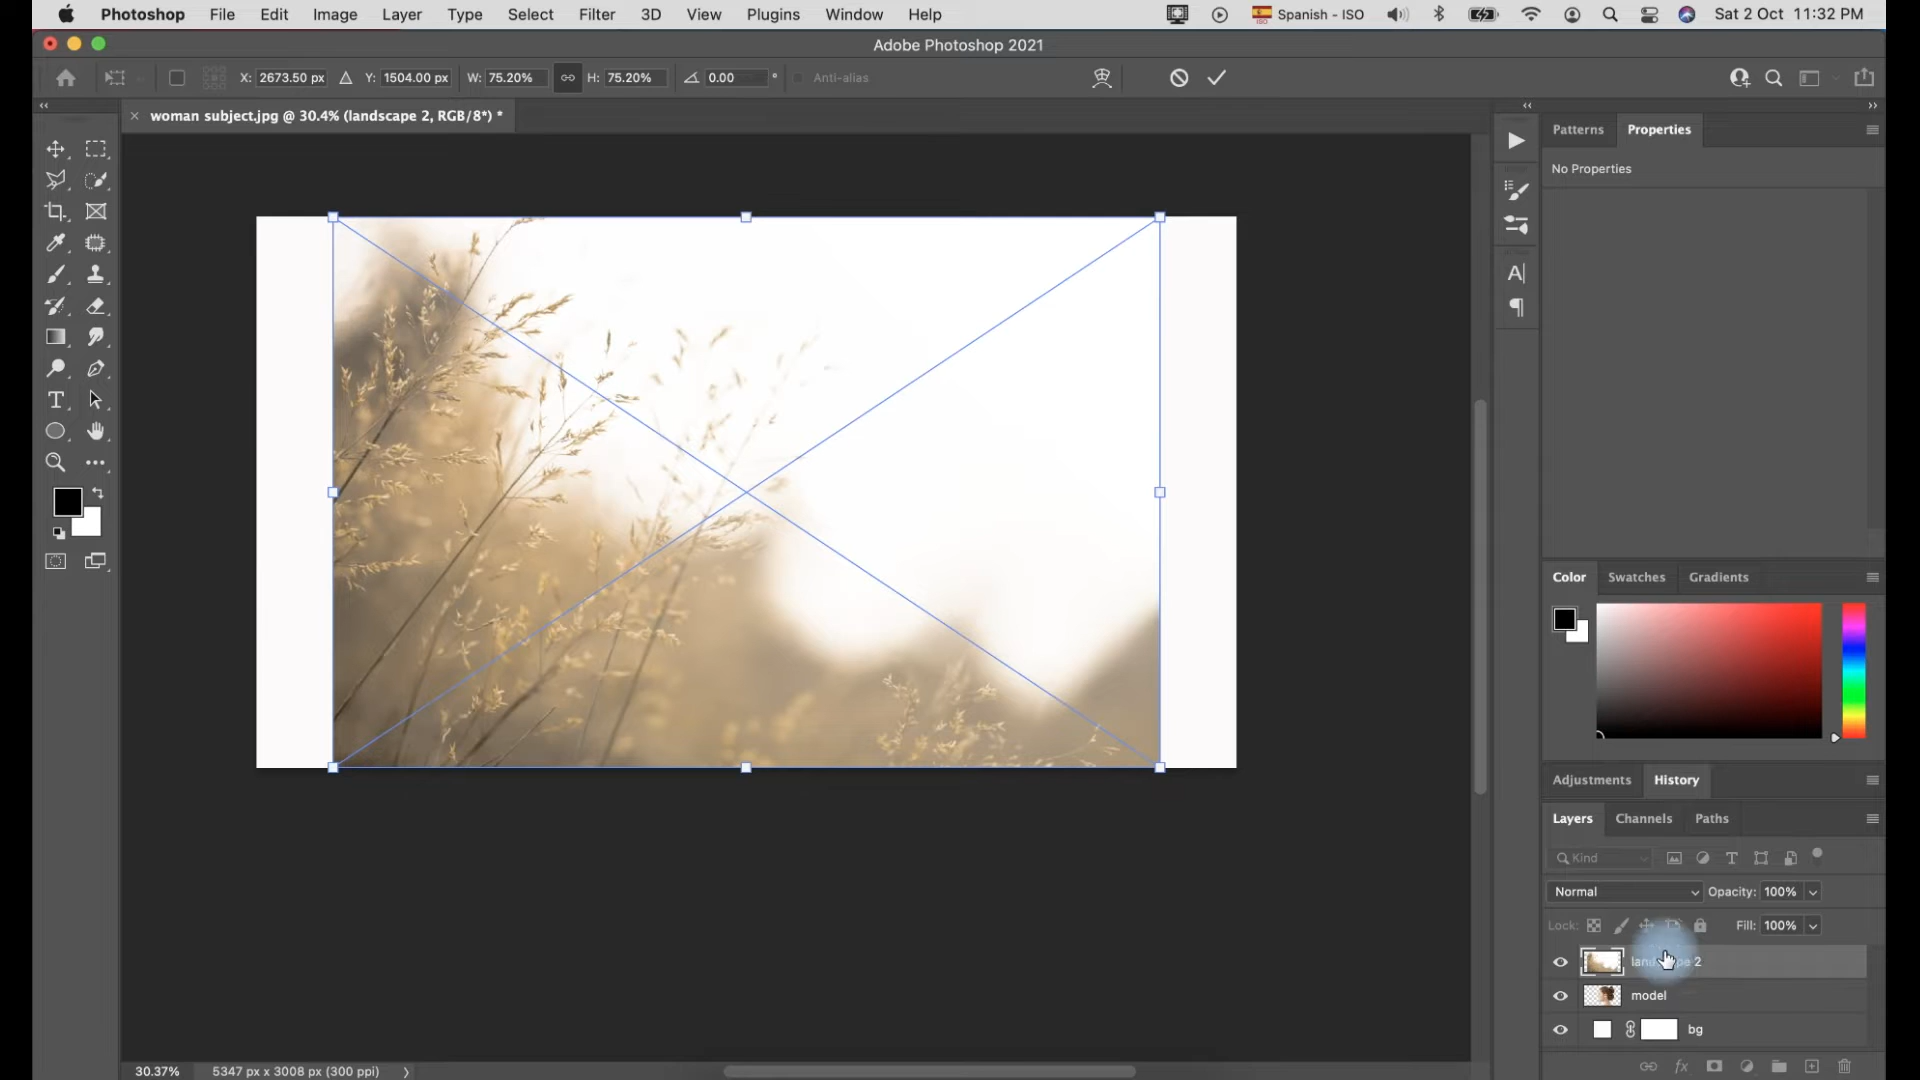 Photoshop File Edit Image Layer Type Select Filter 3D View Plugins Window Help Spanish - ISO Sat 2 Oct 11:32 PM
Adobe Photoshop 2021
X: 2673.50 px Y: 1504.00 px W: 75.20% H: 75.20% 0.00 ° Anti-alias
woman subject.jpg @ 30.4% (landscape 2, RGB/8*) *
Patterns Properties
No Properties
Color Swatches Gradients
Adjustments History
Layers Channels Paths
Kind
Normal Opacity: 100%
Lock: Fill: 100%
landscape 2
model
bg
30.37% 5347 px x 3008 px (300 ppi)